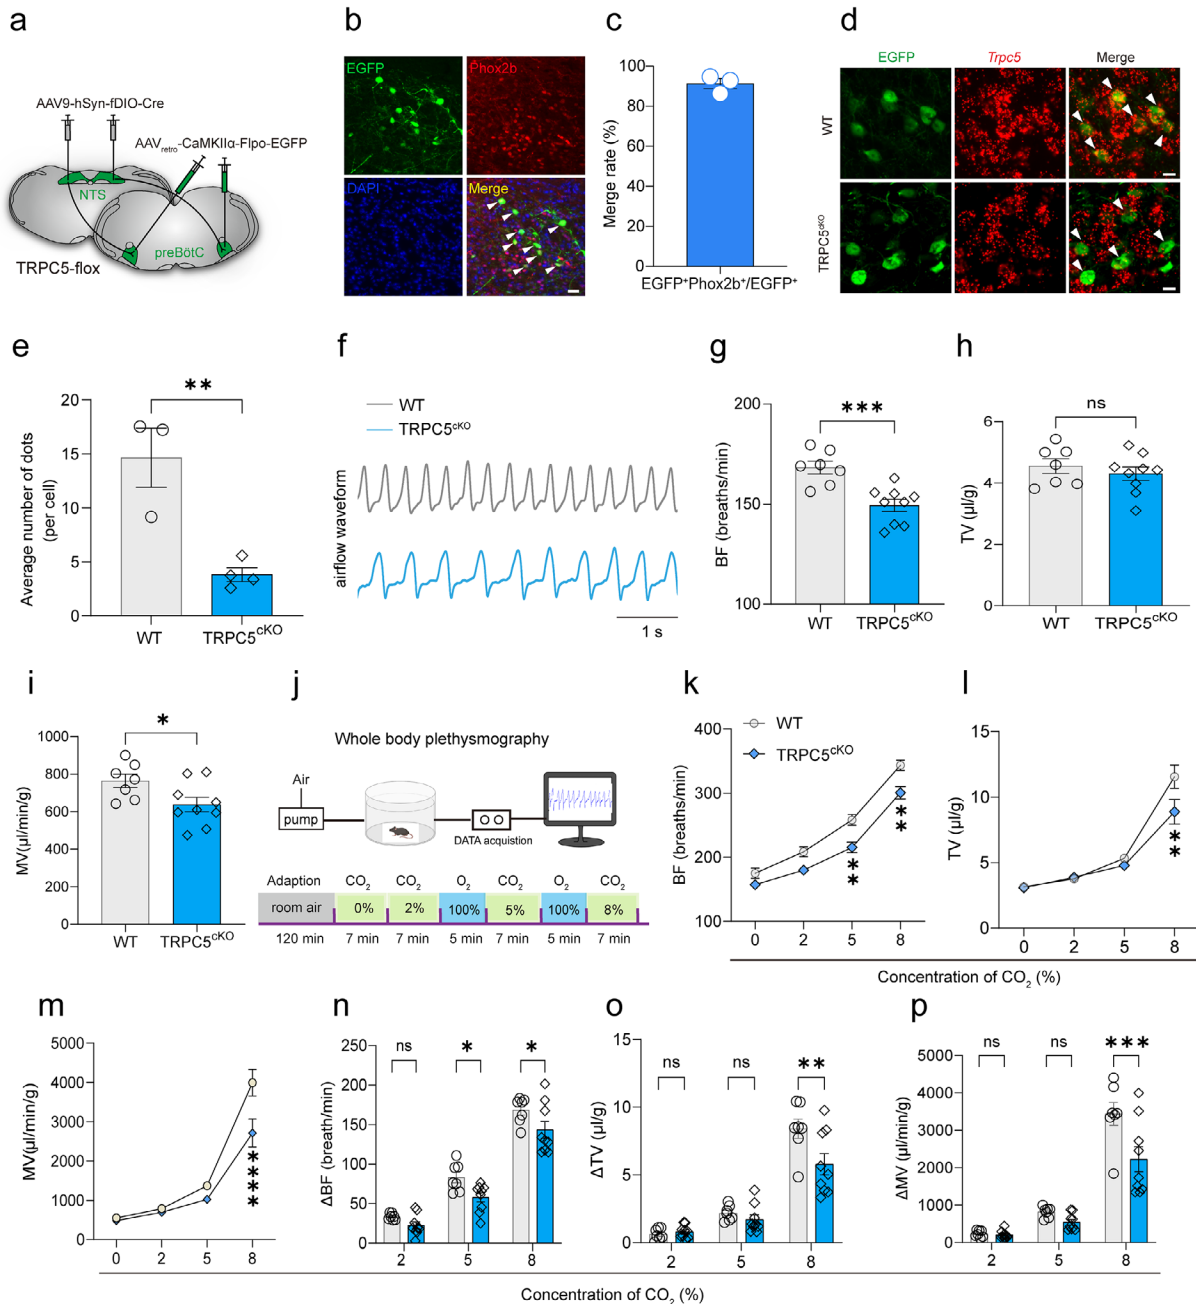 a
AAV9-hSyn-fDIO-Cre
AAVretro-CaMKIIα-Flpo-EGFP
NTS
preBötC
TRPC5-flox
b
EGFP
Phox2b
DAPI
Merge
c
Merge rate (%)
100
80
60
40
20
0
EGFP⁺Phox2b⁺/EGFP⁺
d
EGFP
Trpc5
Merge
WT
TRPC5cKO
e
**
Average number of dots
(per cell)
20
15
10
5
0
WT
TRPC5cKO
f
WT
TRPC5cKO
airflow waveform
1 s
g
***
BF (breaths/min)
200
150
100
WT
TRPC5cKO
h
ns
TV (µl/g)
6
4
2
0
WT
TRPC5cKO
i
*
MV(µl/min/g)
1000
800
600
400
200
0
WT
TRPC5cKO
j
Whole body plethysmography
Air
pump
DATA acquistion
Adaption CO₂ CO₂ O₂ CO₂ O₂ CO₂
room air 0% 2% 100% 5% 100% 8%
120 min 7 min 7 min 5 min 7 min 5 min 7 min
k
WT
TRPC5cKO
BF (breaths/min)
400
300
200
100
**
**
0 2 5 8
l
TV (µl/g)
15
10
5
0
**
0 2 5 8
Concentration of CO₂ (%)
m
MV(µl/min/g)
5000
4000
3000
2000
1000
0
****
0 2 5 8
n
ΔBF (breath/min)
250
200
150
100
50
0
ns * *
2 5 8
o
ΔTV (µl/g)
15
10
5
0
ns ns **
2 5 8
p
ΔMV (µl/min/g)
5000
4000
3000
2000
1000
0
ns ns ***
2 5 8
Concentration of CO₂ (%)